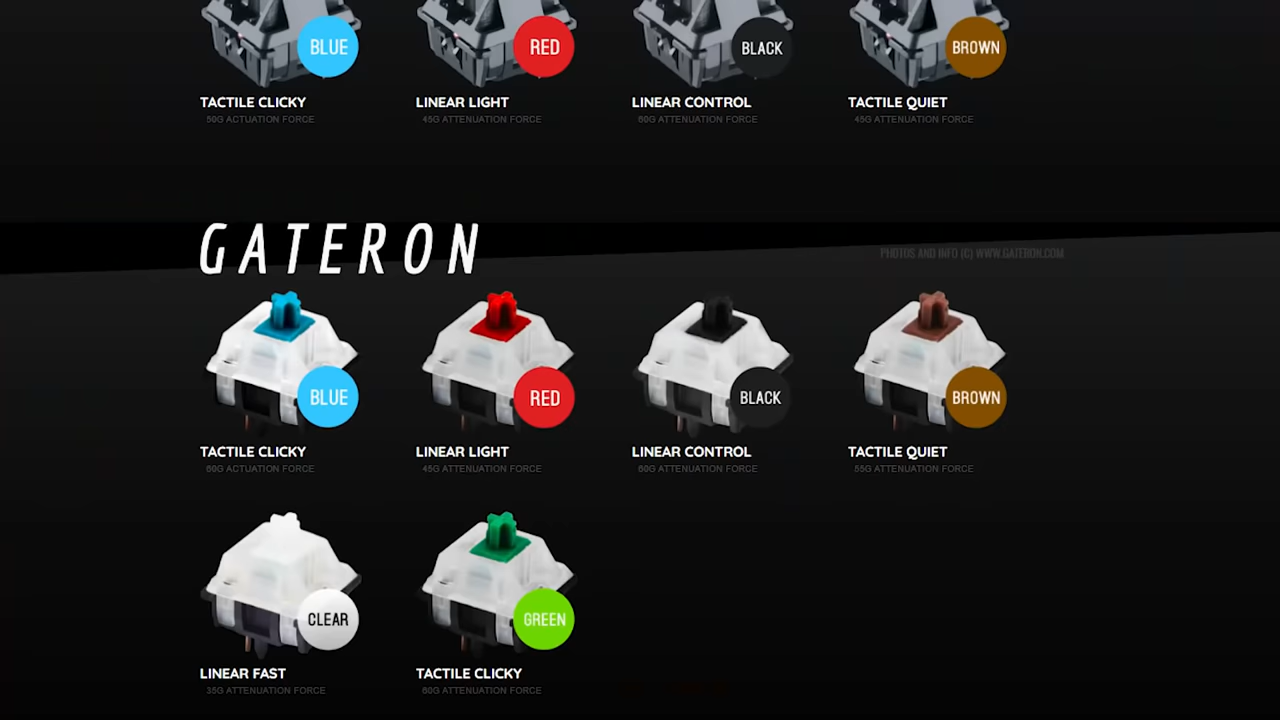 BLUE RED BLACK BROWN
TACTILE CLICKY LINEAR LIGHT LINEAR CONTROL TACTILE QUIET
50G ACTUATION FORCE 45G ATTENUATION FORCE 60G ATTENUATION FORCE 45G ATTENUATION FORCE
GATERON
PHOTOS AND INFO (C) WWW.GATERON.COM
BLUE RED BLACK BROWN
TACTILE CLICKY LINEAR LIGHT LINEAR CONTROL TACTILE QUIET
60G ACTUATION FORCE 45G ATTENUATION FORCE 60G ATTENUATION FORCE 55G ATTENUATION FORCE
CLEAR GREEN
LINEAR FAST TACTILE CLICKY
35G ATTENUATION FORCE 60G ATTENUATION FORCE